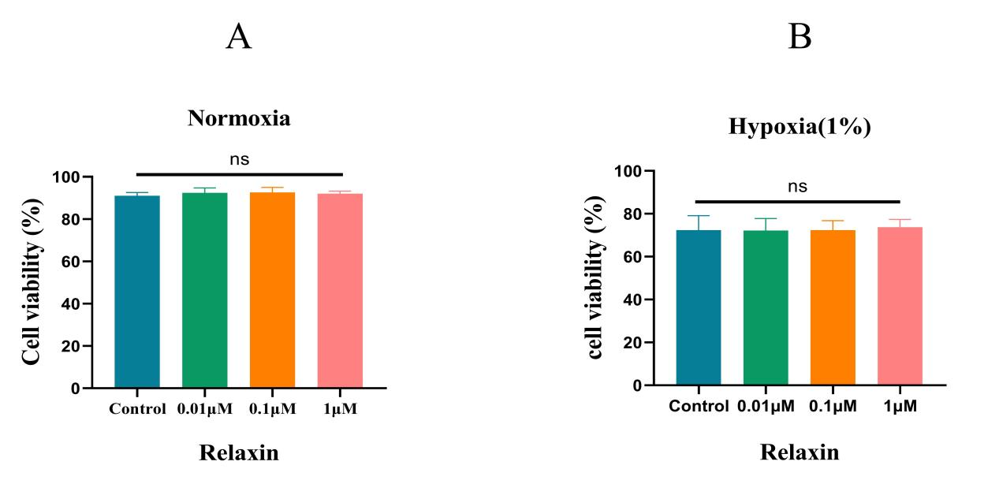 A
Normoxia
ns
Cell viability (%)
100
80
60
40
20
0
Control 0.01µM 0.1µM 1µM
Relaxin
B
Hypoxia(1%)
ns
cell viability (%)
100
80
60
40
20
0
Control 0.01µM 0.1µM 1µM
Relaxin